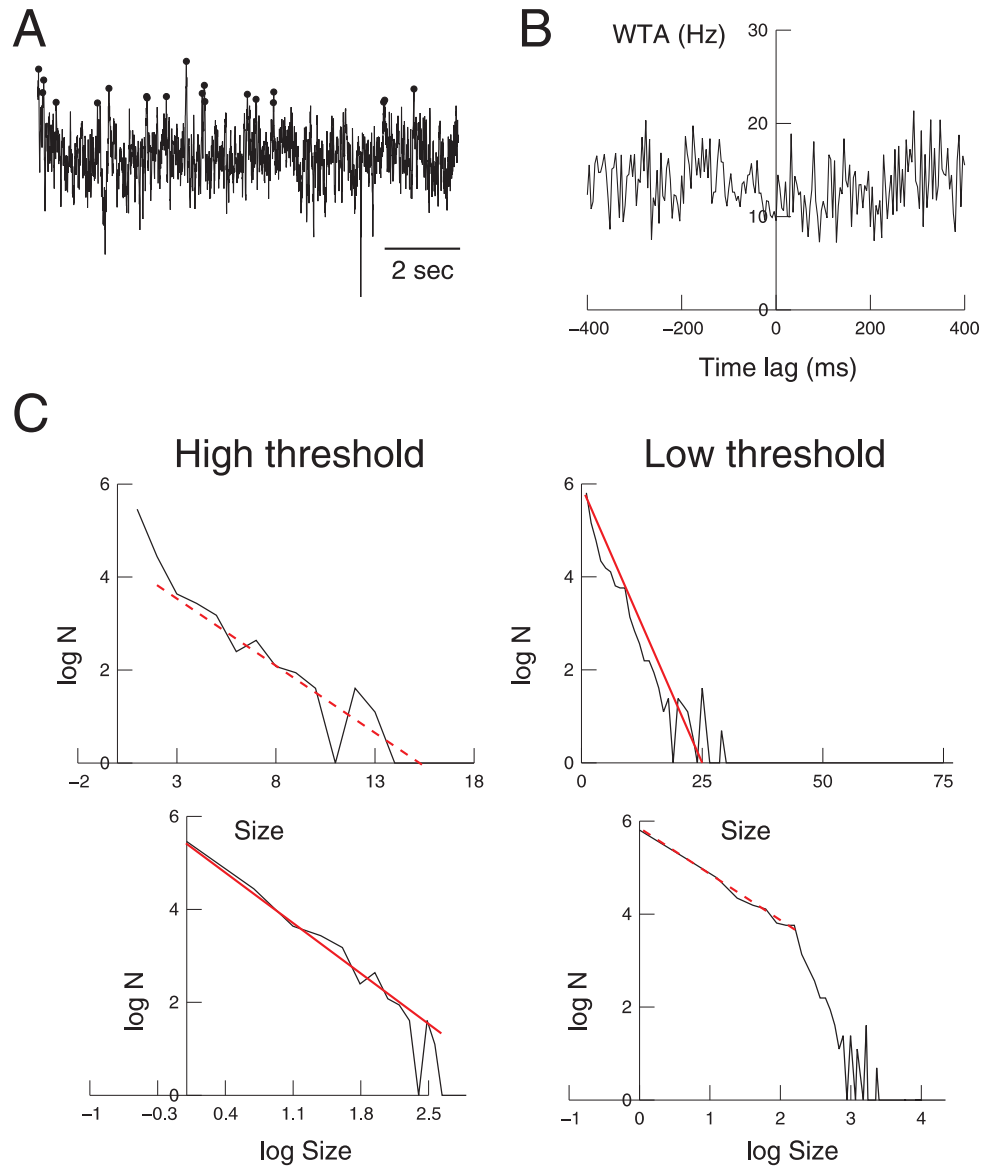 A
2 sec
B
WTA (Hz)
30
20
10
0
−400
−200
0
200
400
Time lag (ms)
C
High threshold
6
4
2
0
log N
−2
3
8
13
18
Size
Low threshold
6
4
2
0
log N
0
25
50
75
Size
6
4
2
0
log N
−1
−0.3
0.4
1.1
1.8
2.5
log Size
6
4
2
0
log N
−1
0
1
2
3
4
log Size